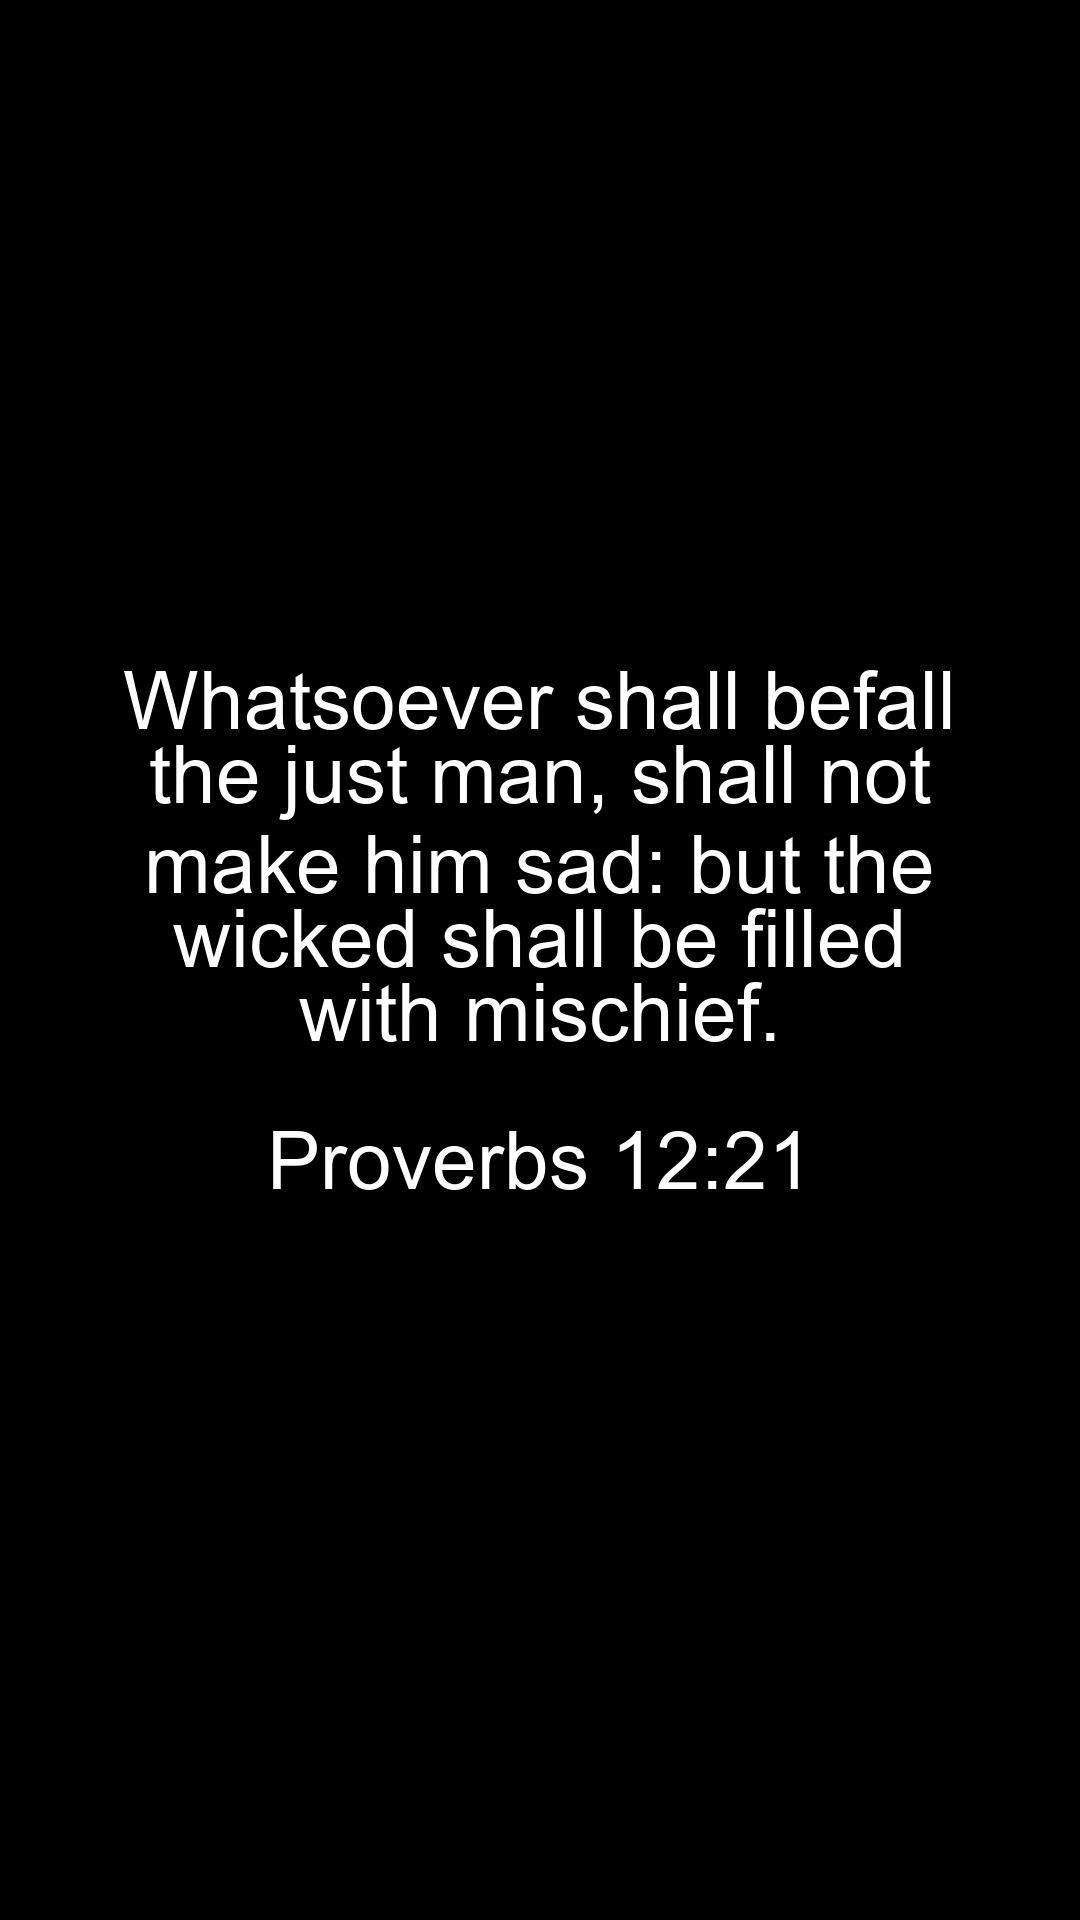 Whatsoever shall befall
the just man, shall not
make him sad: but the
wicked shall be filled
with mischief.
Proverbs 12:21